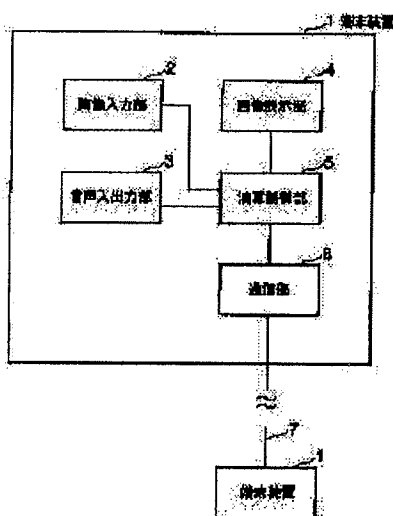 1 端末装置
2
画像入力部
4
画像表示部
3
音声入出力部
5
演算制御部
6
通信部
7
1
端末装置